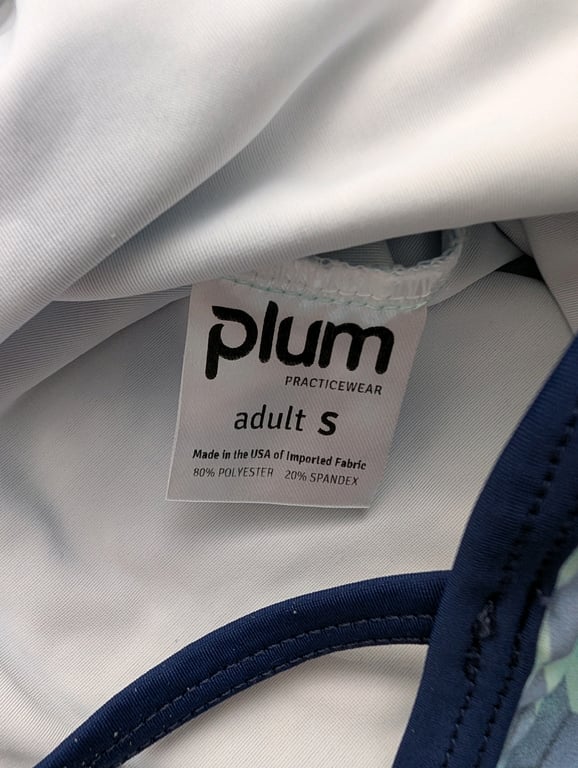 plum
PRACTICEWEAR
adult S
Made in the USA of Imported Fabric
80% POLYESTER 20% SPANDEX